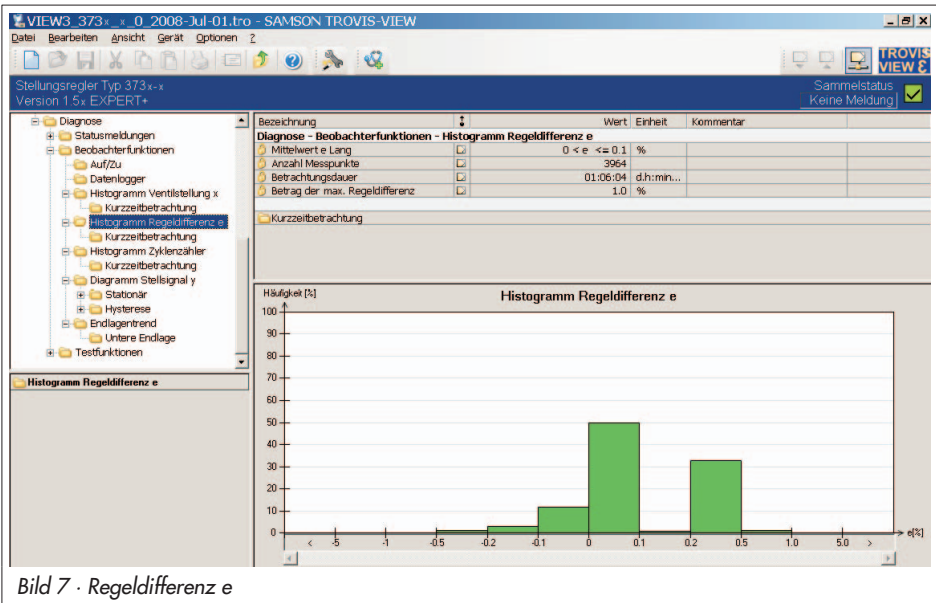 VIEW3_373x_x_0_2008-Jul-01.tro - SAMSON TROVIS-VIEW
Datei Bearbeiten Ansicht Gerät Optionen ?
TROVIS
VIEW ε
Stellungsregler Typ 373x-x
Version 1.5x EXPERT+
Sammelstatus
Keine Meldung
Diagnose
Statusmeldungen
Beobachterfunktionen
Auf/Zu
Datenlogger
Histogramm Ventilstellung x
Kurzzeitbetrachtung
Histogramm Regeldifferenz e
Kurzzeitbetrachtung
Histogramm Zyklenzähler
Kurzzeitbetrachtung
Diagramm Stellsignal y
Stationär
Hysterese
Endlagentrend
Untere Endlage
Testfunktionen
Histogramm Regeldifferenz e
Bezeichnung Wert Einheit Kommentar
Diagnose - Beobachterfunktionen - Histogramm Regeldifferenz e
Mittelwert e Lang 0 < e <= 0.1 %
Anzahl Messpunkte 3964
Betrachtungsdauer 01:06:04 d.h:min...
Betrag der max. Regeldifferenz 1.0 %
Kurzzeitbetrachtung
Häufigkeit [%]
Histogramm Regeldifferenz e
100
90
80
70
60
50
40
30
20
10
0
< -5 -1 -0.5 -0.2 -0.1 0 0.1 0.2 0.5 1.0 5.0 > e[%]
Bild 7 · Regeldifferenz e